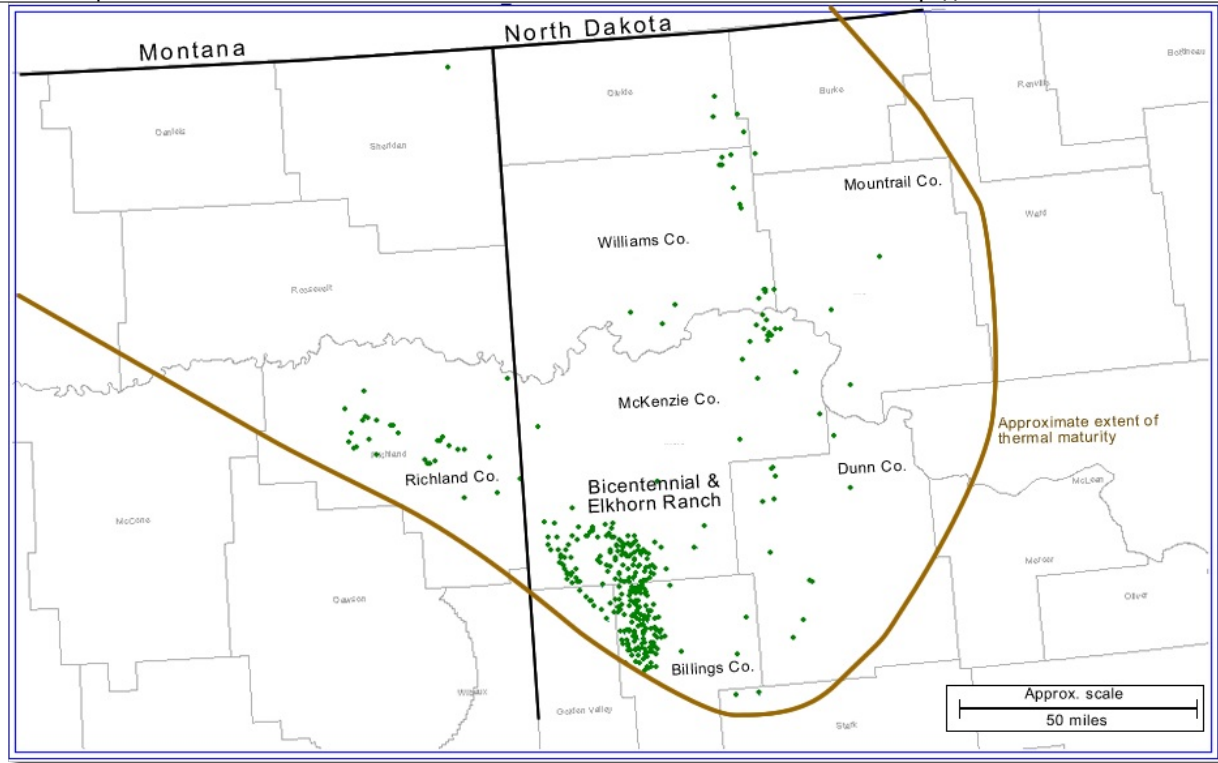 North Dakota
Montana
Bottineau
Renville
Divide
Burke
Daniels
Sheridan
Mountrail Co.
Ward
Williams Co.
Roosevelt
McKenzie Co.
Approximate extent of
thermal maturity
Richland
Richland Co.
Dunn Co.
Bicentennial &
Elkhorn Ranch
McLean
McCone
Mercer
Dawson
Oliver
Billings Co.
Wibaux
Golden Valley
Stark
Approx. scale
50 miles